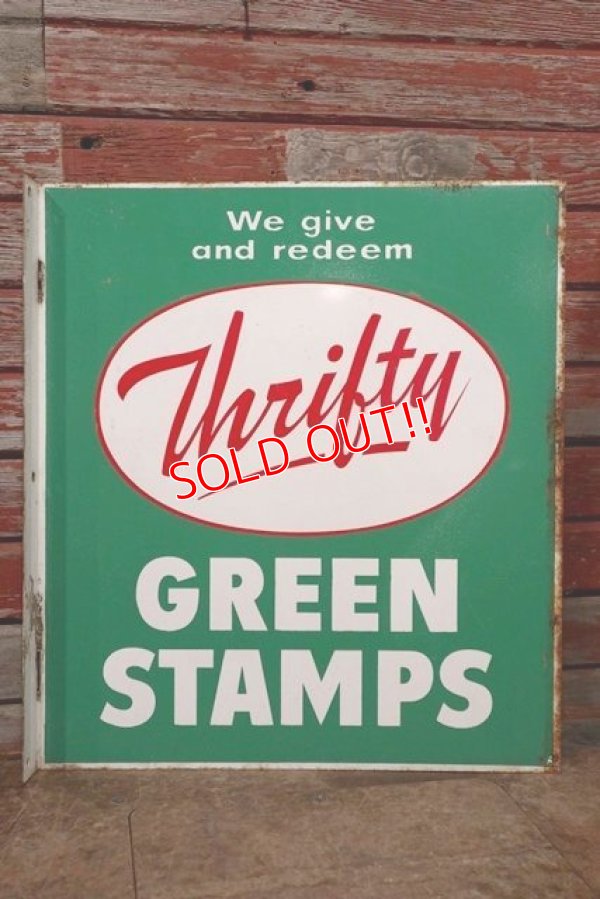 We give
and redeem
Thrifty
SOLD OUT!!
GREEN
STAMPS